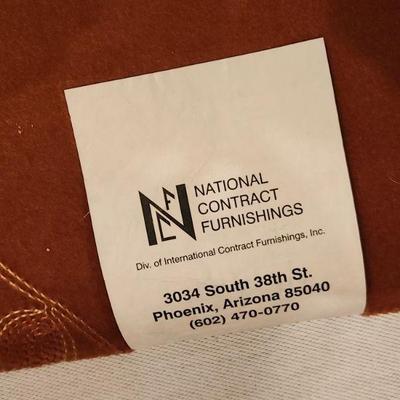 NCF
NATIONAL
CONTRACT
FURNISHINGS
Div. of International Contract Furnishings, Inc.
3034 South 38th St.
Phoenix, Arizona 85040
(602) 470-0770